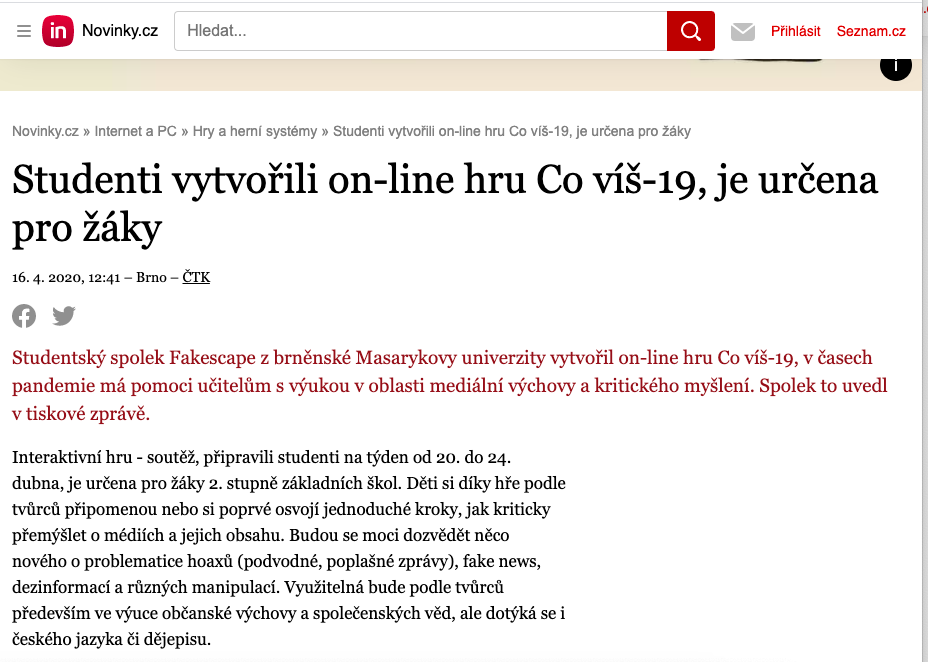 in Novinky.cz Hledat... Přihlásit Seznam.cz
i
Novinky.cz » Internet a PC » Hry a herní systémy » Studenti vytvořili on-line hru Co víš-19, je určena pro žáky
Studenti vytvořili on-line hru Co víš-19, je určena
pro žáky
16. 4. 2020, 12:41 – Brno – ČTK
Studentský spolek Fakescape z brněnské Masarykovy univerzity vytvořil on-line hru Co víš-19, v časech
pandemie má pomoci učitelům s výukou v oblasti mediální výchovy a kritického myšlení. Spolek to uvedl
v tiskové zprávě.
Interaktivní hru - soutěž, připravili studenti na týden od 20. do 24.
dubna, je určena pro žáky 2. stupně základních škol. Děti si díky hře podle
tvůrců připomenou nebo si poprvé osvojí jednoduché kroky, jak kriticky
přemýšlet o médiích a jejich obsahu. Budou se moci dozvědět něco
nového o problematice hoaxů (podvodné, poplašné zprávy), fake news,
dezinformací a různých manipulací. Využitelná bude podle tvůrců
především ve výuce občanské výchovy a společenských věd, ale dotýká se i
českého jazyka či dějepisu.